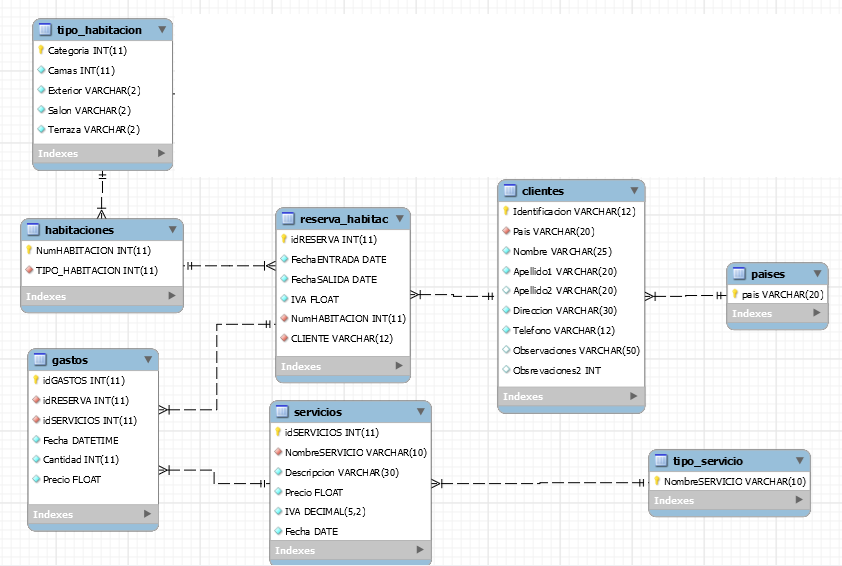 tipo_habitacion
Categoria INT(11)
Camas INT(11)
Exterior VARCHAR(2)
Salon VARCHAR(2)
Terraza VARCHAR(2)
Indexes
habitaciones
NumHABITACION INT(11)
TIPO_HABITACION INT(11)
Indexes
reserva_habitac
idRESERVA INT(11)
FechaENTRADA DATE
FechaSALIDA DATE
IVA FLOAT
NumHABITACION INT(11)
CLIENTE VARCHAR(12)
Indexes
clientes
Identificacion VARCHAR(12)
Pais VARCHAR(20)
Nombre VARCHAR(25)
Apellido1 VARCHAR(20)
Apellido2 VARCHAR(20)
Direccion VARCHAR(30)
Telefono VARCHAR(12)
Observaciones VARCHAR(50)
Obsrevaciones2 INT
Indexes
paises
pais VARCHAR(20)
Indexes
gastos
idGASTOS INT(11)
idRESERVA INT(11)
idSERVICIOS INT(11)
Fecha DATETIME
Cantidad INT(11)
Precio FLOAT
Indexes
servicios
idSERVICIOS INT(11)
NombreSERVICIO VARCHAR(10)
Descripcion VARCHAR(30)
Precio FLOAT
IVA DECIMAL(5,2)
Fecha DATE
Indexes
tipo_servicio
NombreSERVICIO VARCHAR(10)
Indexes